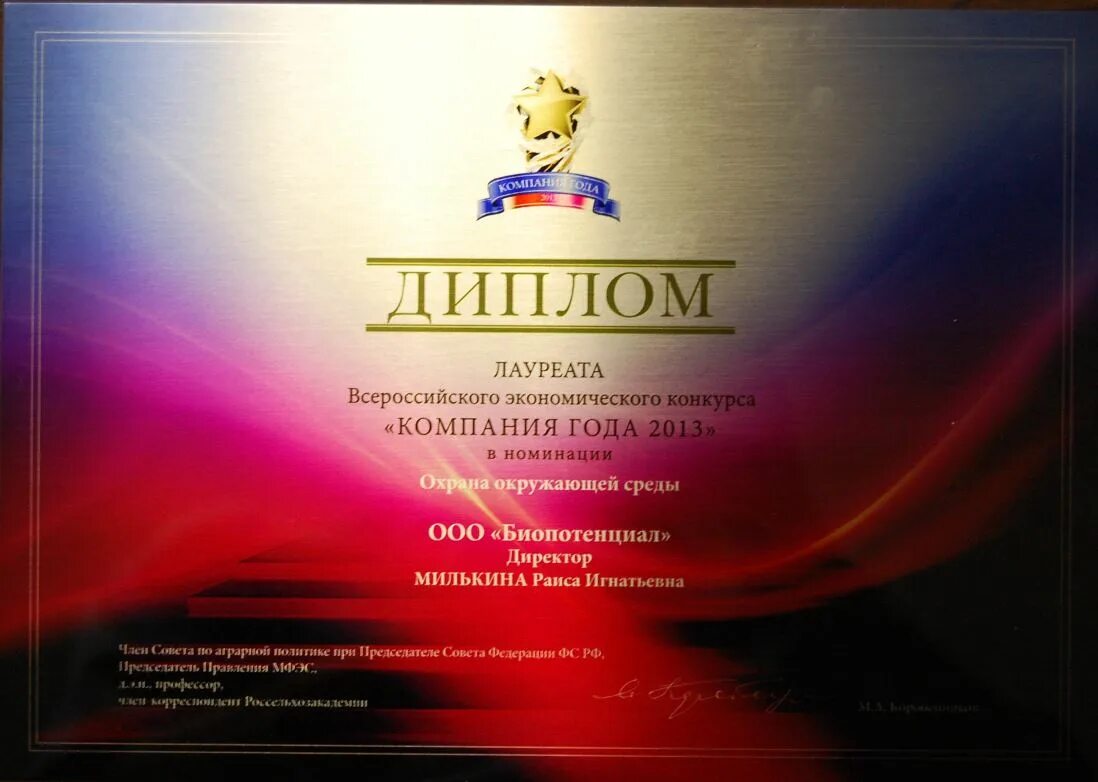 КОМПАНИЯ ГОДА
ДИПЛОМ
ЛАУРЕАТА
Всероссийского экономического конкурса
«КОМПАНИЯ ГОДА 2013»
в номинации
Охрана окружающей среды
ООО «Биопотенциал»
Директор
МИЛЬКИНА Раиса Игнатьевна
Член Совета по аграрной политике при Председателе Совета Федерации ФС РФ,
Председатель Правления МФЭС,
д.э.н., профессор,
член-корреспондент Россельхозакадемии